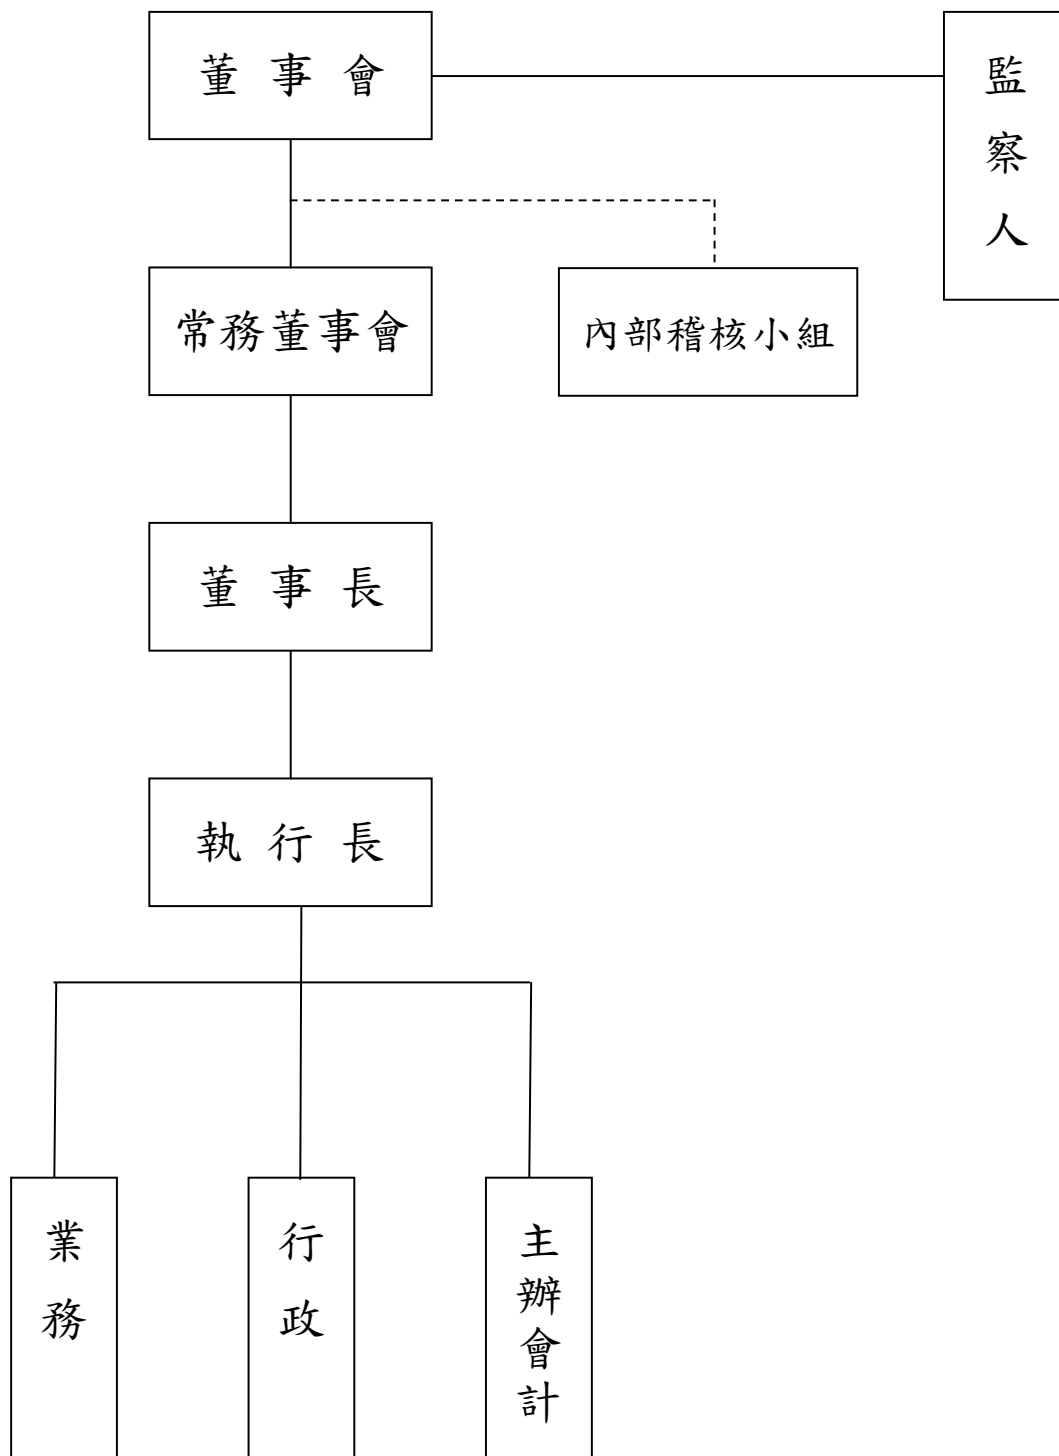 董事會
監察人
常務董事會
內部稽核小組
董事長
執行長
業務
行政
主辦會計